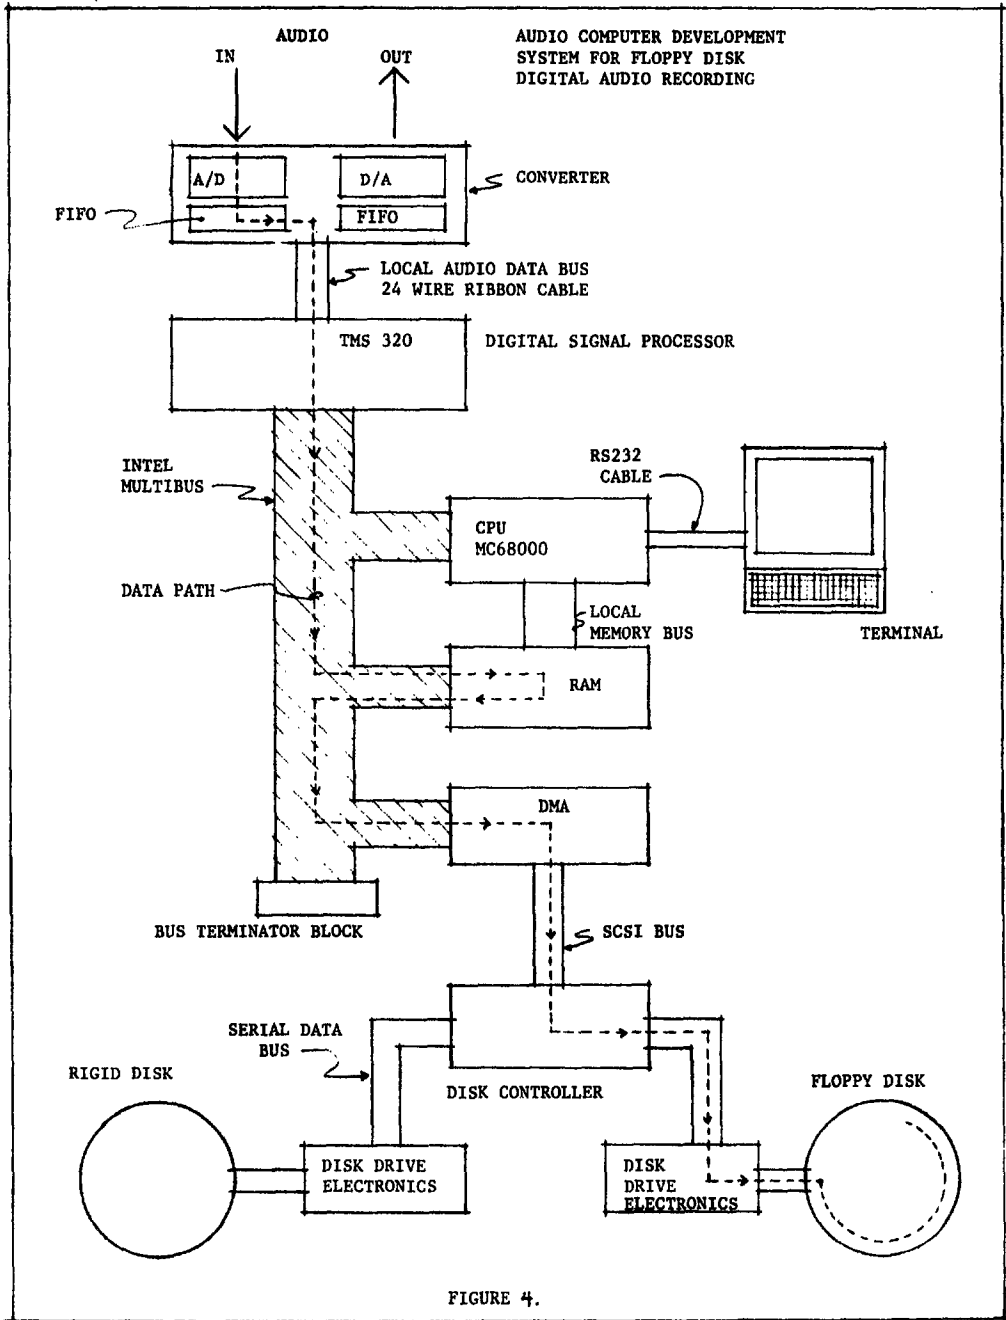 AUDIO
IN
OUT
AUDIO COMPUTER DEVELOPMENT
SYSTEM FOR FLOPPY DISK
DIGITAL AUDIO RECORDING
A/D
D/A
CONVERTER
FIFO
FIFO
LOCAL AUDIO DATA BUS
24 WIRE RIBBON CABLE
TMS 320
DIGITAL SIGNAL PROCESSOR
INTEL
MULTIBUS
RS232
CABLE
CPU
MC68000
DATA PATH
LOCAL
MEMORY BUS
TERMINAL
RAM
DMA
BUS TERMINATOR BLOCK
SCSI BUS
SERIAL DATA
BUS
RIGID DISK
DISK CONTROLLER
FLOPPY DISK
DISK DRIVE
ELECTRONICS
DISK
DRIVE
ELECTRONICS
FIGURE 4.